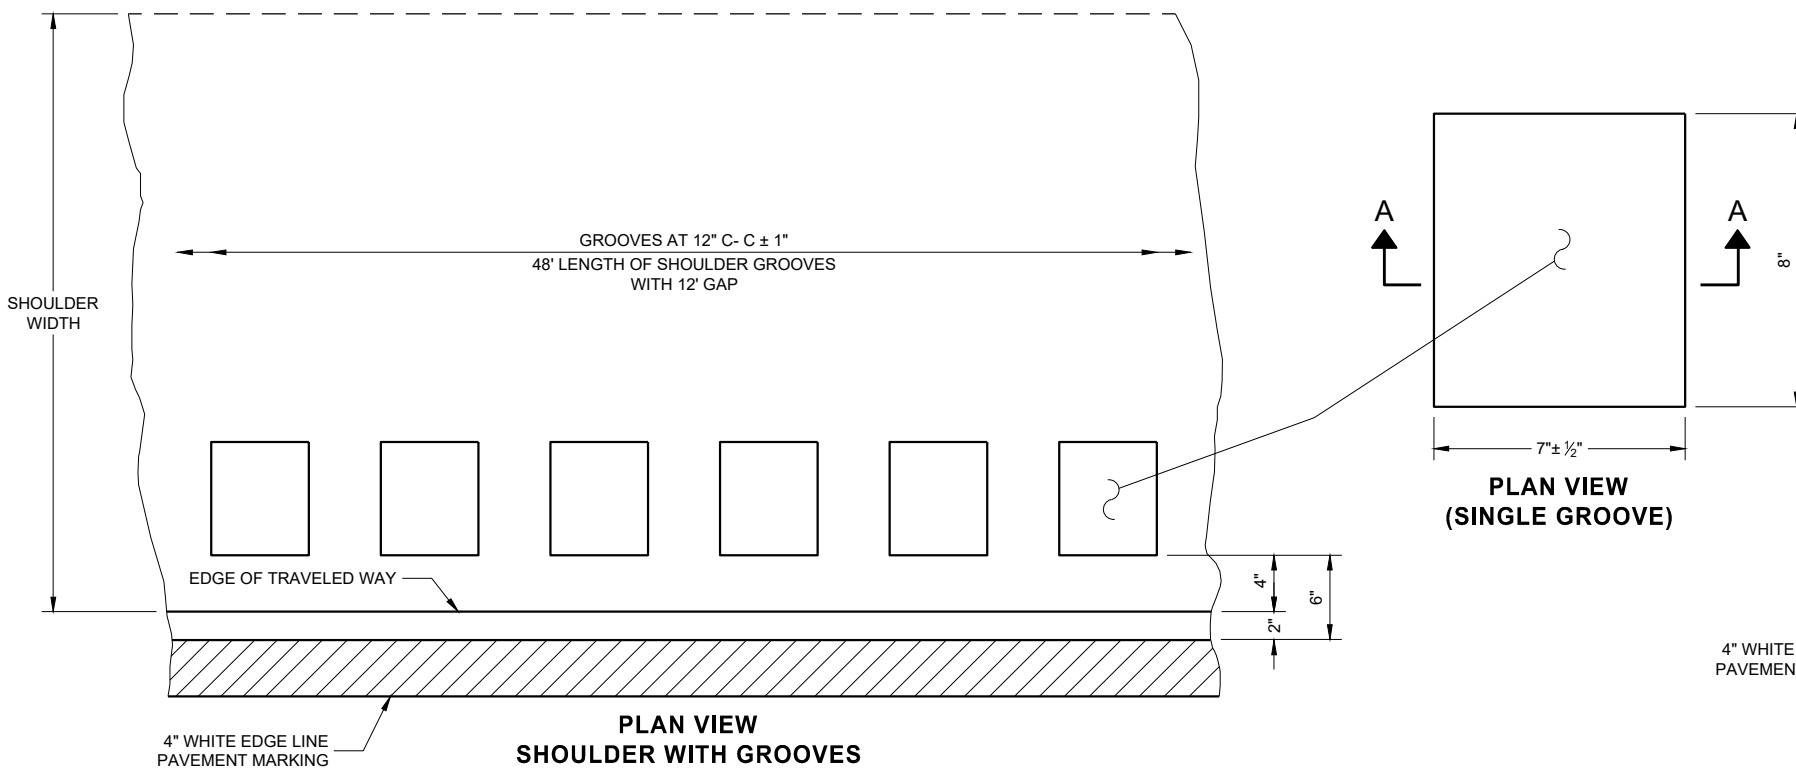 SHOULDER
WIDTH
GROOVES AT 12" C- C ± 1"
48' LENGTH OF SHOULDER GROOVES
WITH 12' GAP
EDGE OF TRAVELED WAY
4"
6"
2"
4" WHITE EDGE LINE
PAVEMENT MARKING
PLAN VIEW
SHOULDER WITH GROOVES
A
A
8"
7"± ½"
PLAN VIEW
(SINGLE GROOVE)
4" WHITE
PAVEMEN